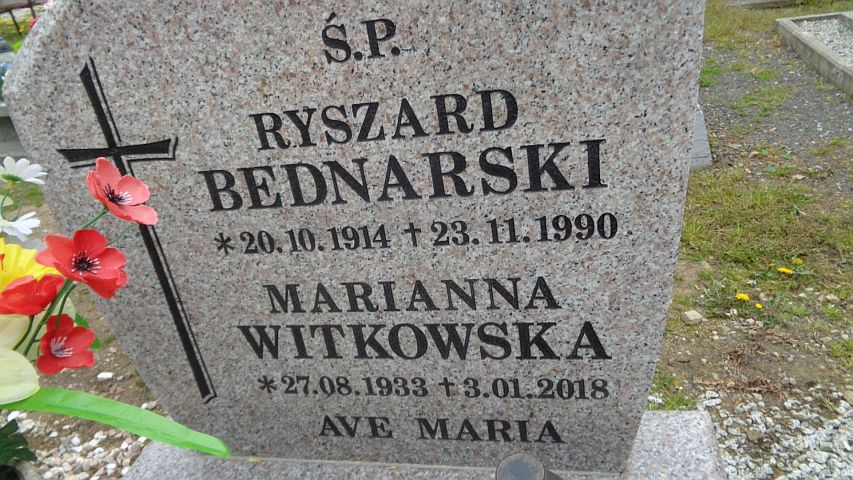 Ś.P.
RYSZARD
BEDNARSKI
* 20.10.1914 † 23.11.1990
MARIANNA
WITKOWSKA
* 27.08.1933 † 3.01.2018
AVE MARIA